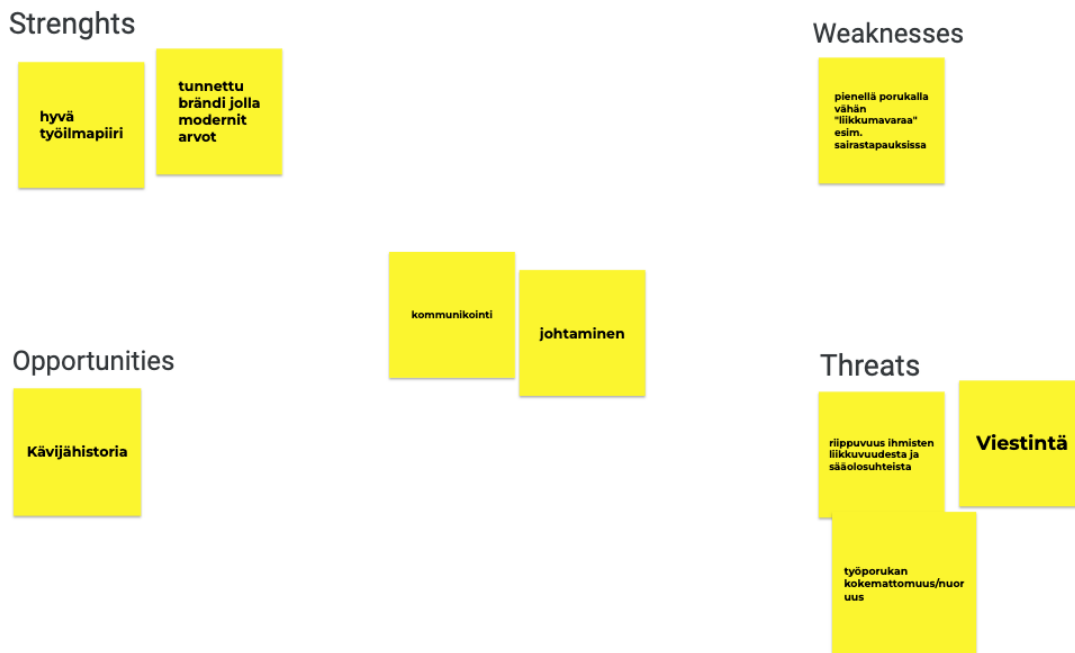 Strenghts
hyvä
työilmapiiri
tunnettu
brändi jolla
modernit
arvot
Weaknesses
pienellä porukalla
vähän
"liikkumavaraa"
esim.
sairastapauksissa
kommunikointi
johtaminen
Opportunities
Kävijähistoria
Threats
riippuvuus ihmisten
liikkuvuudesta ja
sääolosuhteista
Viestintä
työporukan
kokemattomuus/nuor
uus